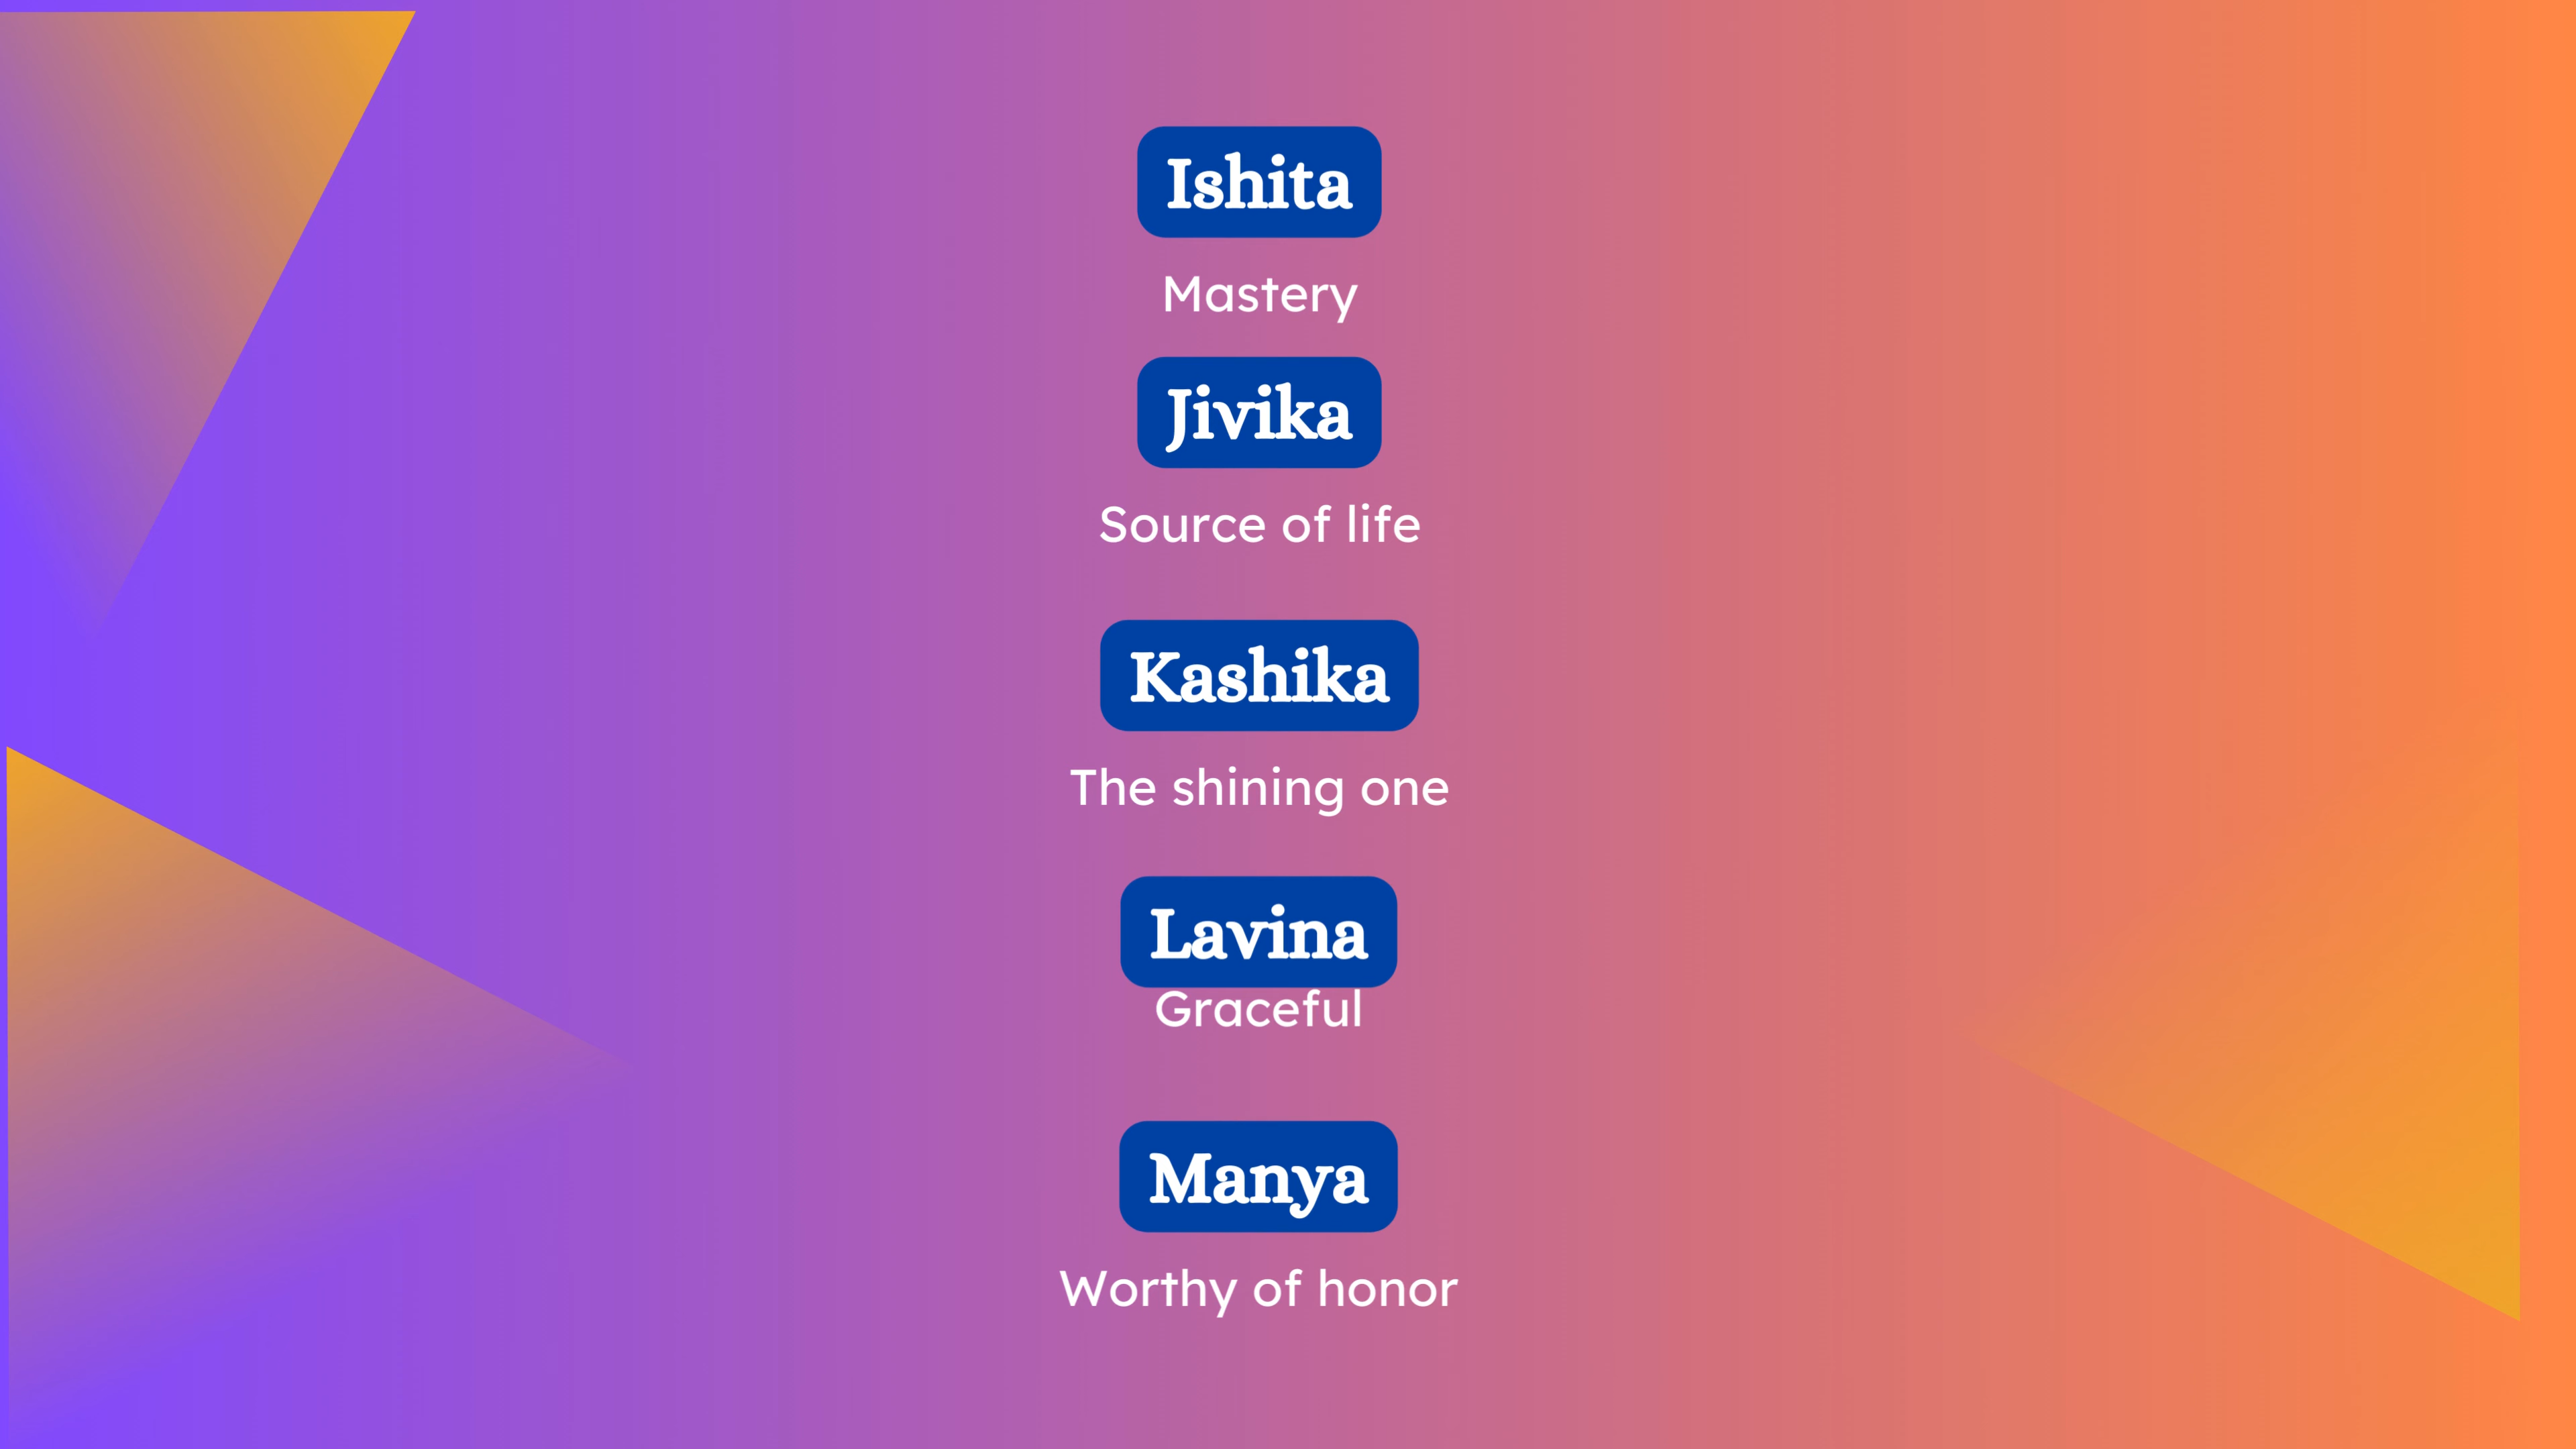 Ishita
Mastery
Jivika
Source of life
Kashika
The shining one
Lavina
Graceful
Manya
Worthy of honor